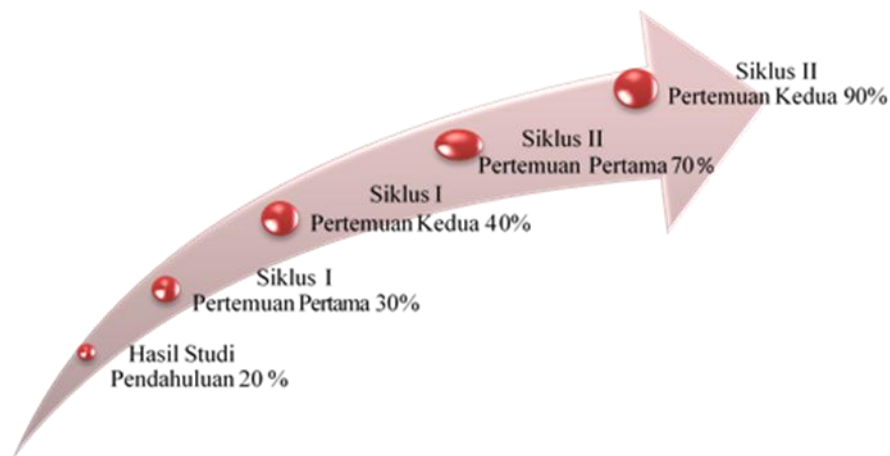 Siklus II
Pertemuan Kedua 90%
Siklus II
Pertemuan Pertama 70%
Siklus I
Pertemuan Kedua 40%
Siklus I
Pertemuan Pertama 30%
Hasil Studi
Pendahuluan 20 %